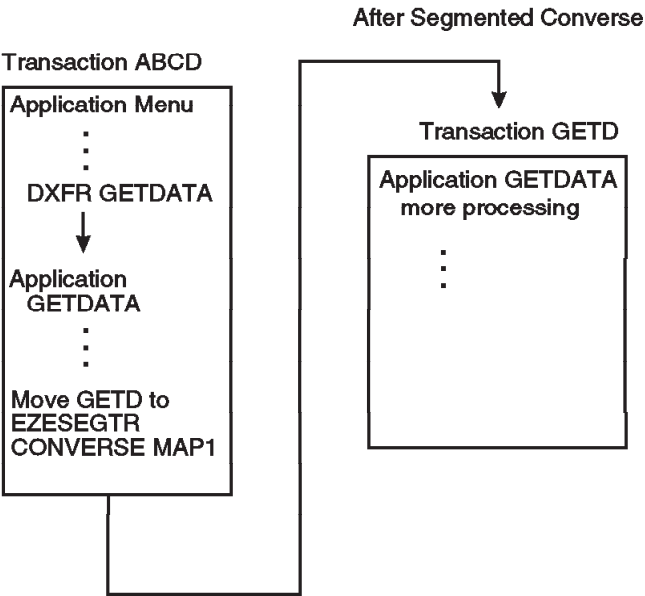 After Segmented Converse
Transaction ABCD
Application Menu
DXFR GETDATA
Application
GETDATA
Move GETD to
EZESEGTR
CONVERSE MAP1
Transaction GETD
Application GETDATA
more processing